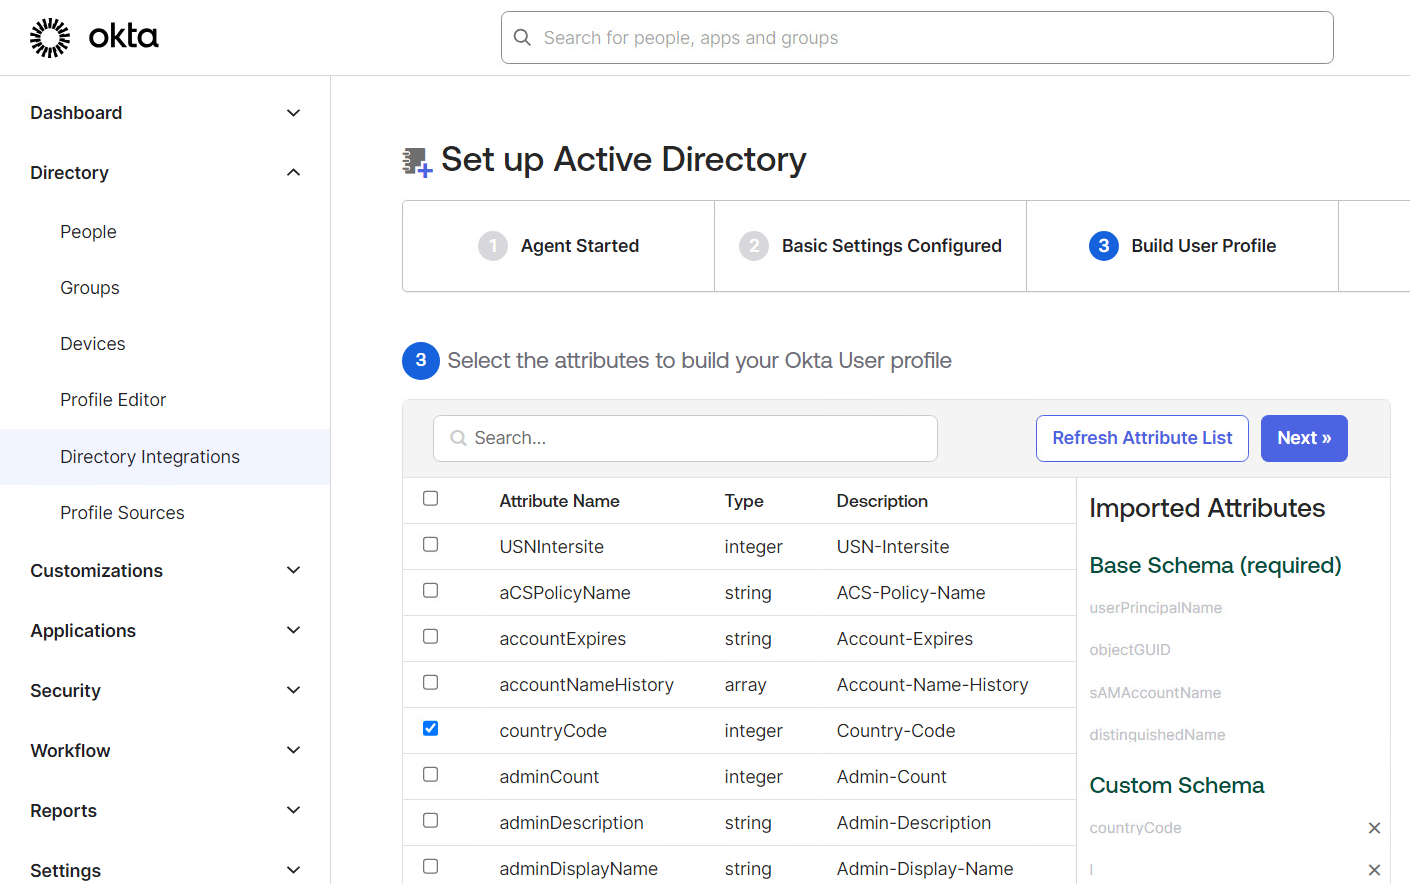 okta
Search for people, apps and groups
Dashboard
Directory
People
Groups
Devices
Profile Editor
Directory Integrations
Profile Sources
Customizations
Applications
Security
Workflow
Reports
Settings
Set up Active Directory
1 Agent Started
2 Basic Settings Configured
3 Build User Profile
3 Select the attributes to build your Okta User profile
Search...
Refresh Attribute List
Next »
Attribute Name Type Description
USNIntersite integer USN-Intersite
aCSPolicyName string ACS-Policy-Name
accountExpires string Account-Expires
accountNameHistory array Account-Name-History
countryCode integer Country-Code
adminCount integer Admin-Count
adminDescription string Admin-Description
adminDisplayName string Admin-Display-Name
Imported Attributes
Base Schema (required)
userPrincipalName
objectGUID
sAMAccountName
distinguishedName
Custom Schema
countryCode
l